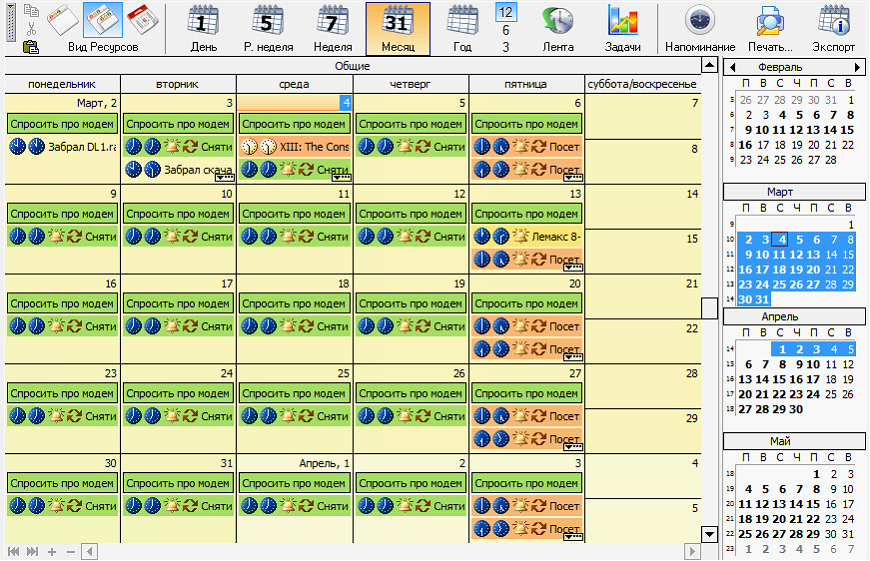 1 5 7 31 12
6
3
Вид Ресурсов День Р. неделя Неделя Месяц Год Лента Задачи Напоминание Печать... Экспорт
Общие
понедельник вторник среда четверг пятница суббота/воскресенье
Март, 2 3 4 5 6 7
Спросить про модем Спросить про модем Спросить про модем Спросить про модем Спросить про модем
Забрал DL1.ra Сняти XIII: The Cons Сняти Посет 8
Забрал скача Сняти Посет
9 10 11 12 13 14
Спросить про модем Спросить про модем Спросить про модем Спросить про модем Спросить про модем
Сняти Сняти Сняти Сняти Лемакс 8- 15
Посет
16 17 18 19 20 21
Спросить про модем Спросить про модем Спросить про модем Спросить про модем Спросить про модем
Сняти Сняти Сняти Сняти Посет 22
Посет
23 24 25 26 27 28
Спросить про модем Спросить про модем Спросить про модем Спросить про модем Спросить про модем
Сняти Сняти Сняти Сняти Посет 29
Посет
30 31 Апрель, 1 2 3 4
Спросить про модем Спросить про модем Спросить про модем Спросить про модем Спросить про модем
Сняти Сняти Сняти Сняти Посет 5
Посет
Февраль
П В С Ч П С В
5 26 27 28 29 30 31 1
6 2 3 4 5 6 7 8
7 9 10 11 12 13 14 15
8 16 17 18 19 20 21 22
9 23 24 25 26 27 28
Март
П В С Ч П С В
9 1
10 2 3 4 5 6 7 8
11 9 10 11 12 13 14 15
12 16 17 18 19 20 21 22
13 23 24 25 26 27 28 29
14 30 31
Апрель
П В С Ч П С В
14 1 2 3 4 5
15 6 7 8 9 10 11 12
16 13 14 15 16 17 18 19
17 20 21 22 23 24 25 26
18 27 28 29 30
Май
П В С Ч П С В
18 1 2 3
19 4 5 6 7 8 9 10
20 11 12 13 14 15 16 17
21 18 19 20 21 22 23 24
22 25 26 27 28 29 30 31
23 1 2 3 4 5 6 7